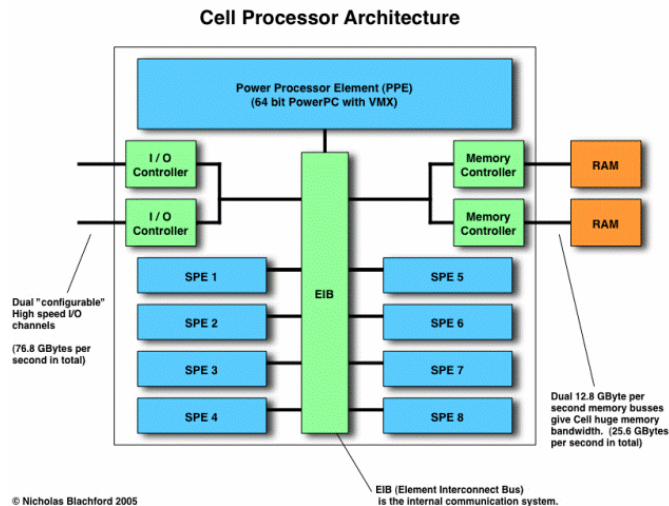 Cell Processor Architecture
Power Processor Element (PPE)
(64 bit PowerPC with VMX)
I / O
Controller
I / O
Controller
Memory
Controller
Memory
Controller
RAM
RAM
EIB
SPE 1
SPE 2
SPE 3
SPE 4
SPE 5
SPE 6
SPE 7
SPE 8
Dual "configurable"
High speed I/O
channels
(76.8 GBytes per
second in total)
Dual 12.8 GByte per
second memory busses
give Cell huge memory
bandwidth. (25.6 GBytes
per second in total)
EIB (Element Interconnect Bus)
is the internal communication system.
© Nicholas Blachford 2005